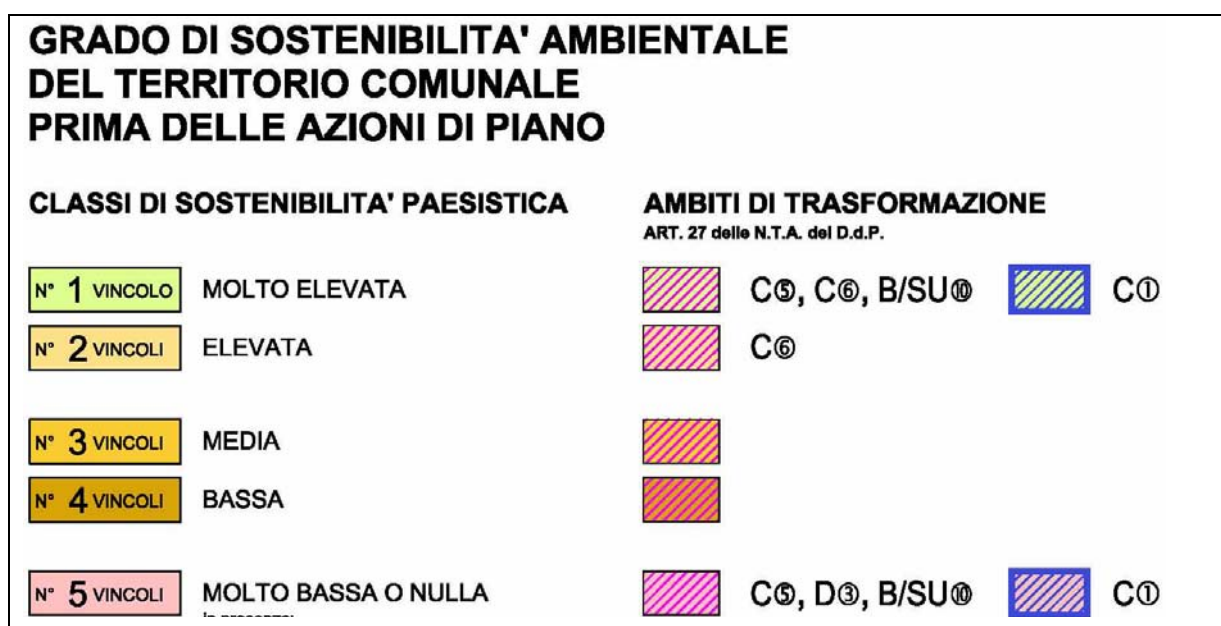 GRADO DI SOSTENIBILITA' AMBIENTALE
DEL TERRITORIO COMUNALE
PRIMA DELLE AZIONI DI PIANO
CLASSI DI SOSTENIBILITA' PAESISTICA
AMBITI DI TRASFORMAZIONE
ART. 27 delle N.T.A. del D.d.P.
N° 1 VINCOLO MOLTO ELEVATA C⑤, C⑥, B/SU⑩ C①
N° 2 VINCOLI ELEVATA C⑥
N° 3 VINCOLI MEDIA
N° 4 VINCOLI BASSA
N° 5 VINCOLI MOLTO BASSA O NULLA C⑤, D③, B/SU⑩ C①